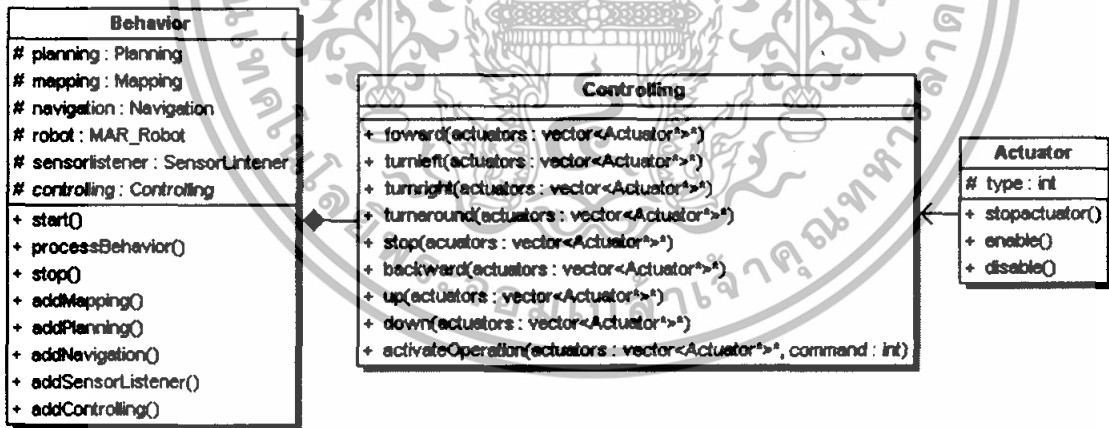 Behavior
# planning : Planning
# mapping : Mapping
# navigation : Navigation
# robot : MAR_Robot
# sensorlistener : SensorLintener
# controlling : Controlling
+ start()
+ processBehavior()
+ stop()
+ addMapping()
+ addPlanning()
+ addNavigation()
+ addSensorListener()
+ addControlling()
Controlling
+ foward(actuators : vector<Actuator*>*)
+ turnleft(actuators : vector<Actuator*>*)
+ turnright(actuators : vector<Actuator*>*)
+ turnaround(actuators : vector<Actuator*>*)
+ stop(acuators : vector<Actuator*>*)
+ backward(actuators : vector<Actuator*>*)
+ up(actuators : vector<Actuator*>*)
+ down(actuators : vector<Actuator*>*)
+ activateOperation(actuators : vector<Actuator*>*, command : int)
Actuator
# type : int
+ stopactuator()
+ enable()
+ disable()